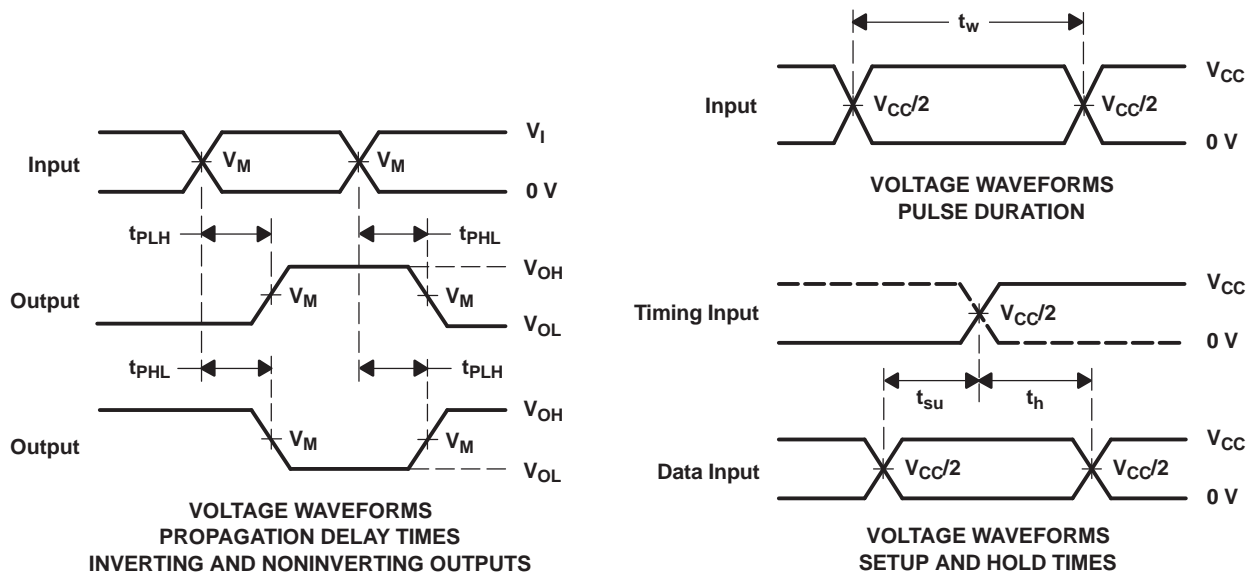 Input
V_M
V_M
V_I
0 V
t_PLH
t_PHL
Output
V_M
V_M
V_OH
V_OL
t_PHL
t_PLH
Output
V_M
V_M
V_OH
V_OL
VOLTAGE WAVEFORMS
PROPAGATION DELAY TIMES
INVERTING AND NONINVERTING OUTPUTS
t_w
Input
V_CC/2
V_CC/2
V_CC
0 V
VOLTAGE WAVEFORMS
PULSE DURATION
Timing Input
V_CC/2
V_CC
0 V
t_su
t_h
Data Input
V_CC/2
V_CC/2
V_CC
0 V
VOLTAGE WAVEFORMS
SETUP AND HOLD TIMES